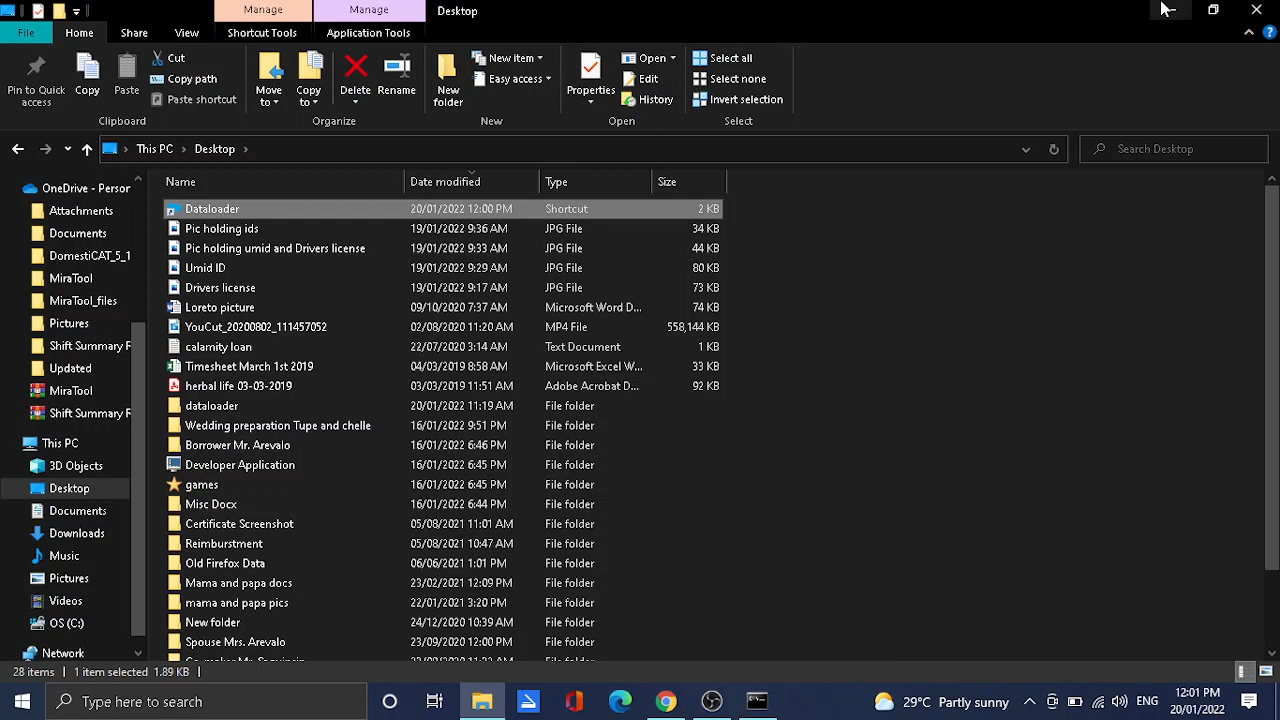 Manage Manage Desktop
File Home Share View Shortcut Tools Application Tools
Pin to Quick access
Copy
Paste
Cut
Copy path
Paste shortcut
Clipboard
Move to
Copy to
Delete
Rename
Organize
New folder
New item
Easy access
New
Properties
Open
Edit
History
Open
Select all
Select none
Invert selection
Select
This PC Desktop
Search Desktop
OneDrive - Person
Attachments
Documents
DomestiCAT_5_1
MiraTool
MiraTool_files
Pictures
Shift Summary R
Updated
MiraTool
Shift Summary R
This PC
3D Objects
Desktop
Documents
Downloads
Music
Pictures
Videos
OS (C:)
Network
Name Date modified Type Size
Dataloader 20/01/2022 12:00 PM Shortcut 2 KB
Pic holding ids 19/01/2022 9:36 AM JPG File 34 KB
Pic holding umid and Drivers license 19/01/2022 9:33 AM JPG File 44 KB
Umid ID 19/01/2022 9:29 AM JPG File 80 KB
Drivers license 19/01/2022 9:17 AM JPG File 73 KB
Loreto picture 09/10/2020 7:37 AM Microsoft Word D... 74 KB
YouCut_20200802_111457052 02/08/2020 11:20 AM MP4 File 558,144 KB
calamity loan 22/07/2020 3:14 AM Text Document 1 KB
Timesheet March 1st 2019 04/03/2019 8:58 AM Microsoft Excel W... 33 KB
herbal life 03-03-2019 03/03/2019 11:51 AM Adobe Acrobat D... 92 KB
dataloader 20/01/2022 11:19 AM File folder
Wedding preparation Tupe and chelle 16/01/2022 9:51 PM File folder
Borrower Mr. Arevalo 16/01/2022 6:46 PM File folder
Developer Application 16/01/2022 6:45 PM File folder
games 16/01/2022 6:45 PM File folder
Misc Docx 16/01/2022 6:44 PM File folder
Certificate Screenshot 05/08/2021 11:01 AM File folder
Reimburstment 05/08/2021 10:47 AM File folder
Old Firefox Data 06/06/2021 1:01 PM File folder
Mama and papa docs 23/02/2021 12:09 PM File folder
mama and papa pics 22/01/2021 3:20 PM File folder
New folder 24/12/2020 10:39 AM File folder
Spouse Mrs. Arevalo 23/09/2020 12:00 PM File folder
28 items 1 item selected 1.89 KB
Type here to search
29°C Partly sunny ENG 12:01 PM
20/01/2022